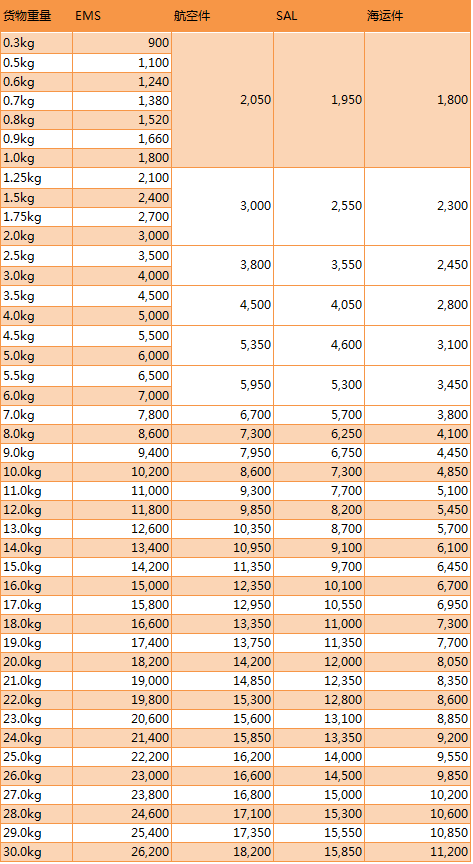 货物重量 EMS 航空件 SAL 海运件
0.3kg 900
0.5kg 1,100
0.6kg 1,240
0.7kg 1,380 2,050 1,950 1,800
0.8kg 1,520
0.9kg 1,660
1.0kg 1,800
1.25kg 2,100
1.5kg 2,400 3,000 2,550 2,300
1.75kg 2,700
2.0kg 3,000
2.5kg 3,500 3,800 3,550 2,450
3.0kg 4,000
3.5kg 4,500 4,500 4,050 2,800
4.0kg 5,000
4.5kg 5,500 5,350 4,600 3,100
5.0kg 6,000
5.5kg 6,500 5,950 5,300 3,450
6.0kg 7,000
7.0kg 7,800 6,700 5,700 3,800
8.0kg 8,600 7,300 6,250 4,100
9.0kg 9,400 7,950 6,750 4,450
10.0kg 10,200 8,600 7,300 4,850
11.0kg 11,000 9,300 7,700 5,100
12.0kg 11,800 9,850 8,200 5,450
13.0kg 12,600 10,350 8,700 5,700
14.0kg 13,400 10,950 9,100 6,100
15.0kg 14,200 11,350 9,700 6,450
16.0kg 15,000 12,350 10,100 6,700
17.0kg 15,800 12,950 10,550 6,950
18.0kg 16,600 13,350 11,000 7,300
19.0kg 17,400 13,750 11,350 7,700
20.0kg 18,200 14,200 12,000 8,050
21.0kg 19,000 14,850 12,350 8,350
22.0kg 19,800 15,300 12,800 8,600
23.0kg 20,600 15,600 13,100 8,850
24.0kg 21,400 15,850 13,350 9,200
25.0kg 22,200 16,200 14,000 9,550
26.0kg 23,000 16,600 14,500 9,850
27.0kg 23,800 16,800 15,000 10,200
28.0kg 24,600 17,100 15,300 10,600
29.0kg 25,400 17,350 15,550 10,850
30.0kg 26,200 18,200 15,850 11,200